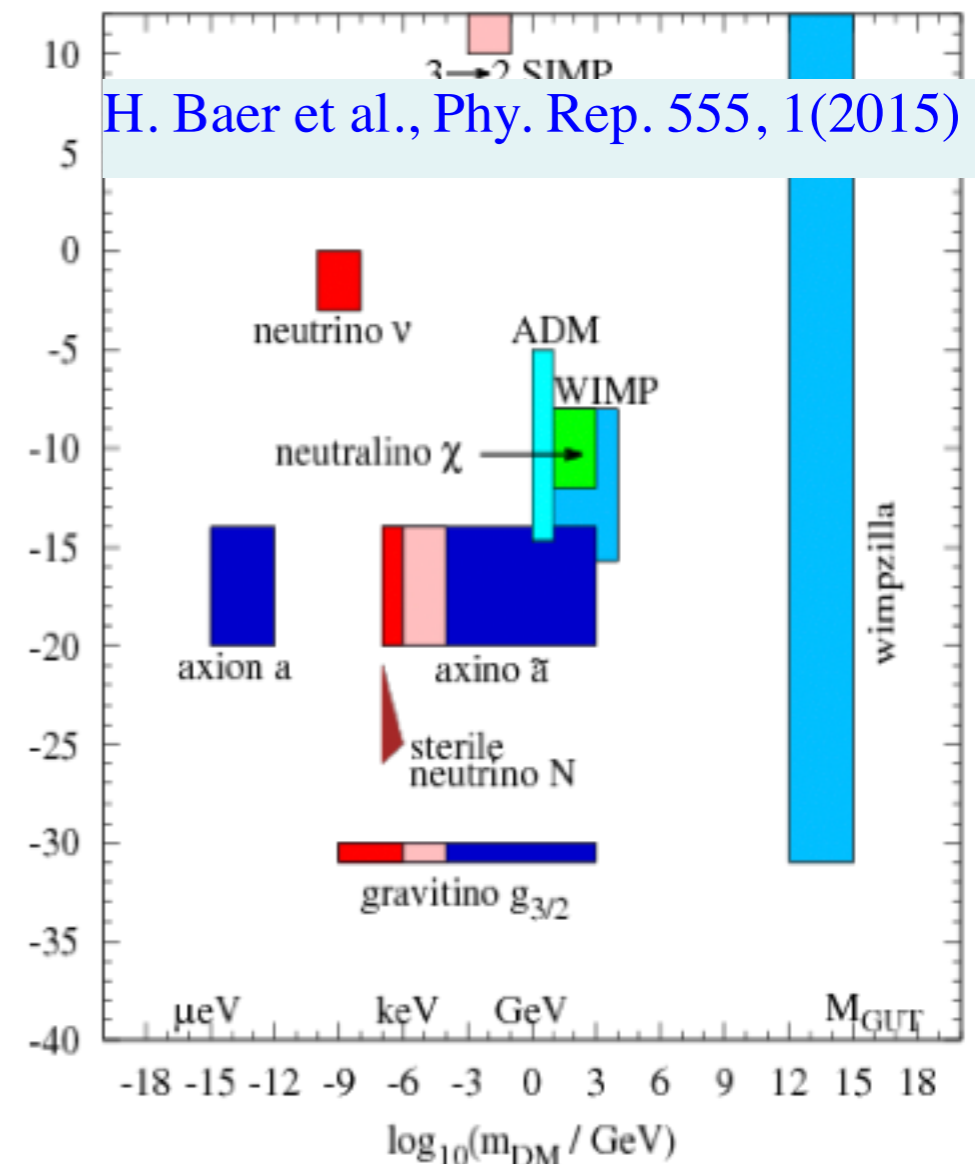 10
3→2 SIMP
H. Baer et al., Phy. Rep. 555, 1(2015)
5
0
neutrino ν
-5
ADM
WIMP
-10
neutralino χ
-15
wimpzilla
-20
axion a
axino ã
-25
sterile
neutrino N
-30
gravitino g3/2
-35
μeV keV GeV MGUT
-40
-18 -15 -12 -9 -6 -3 0 3 6 9 12 15 18
log10(mDM / GeV)